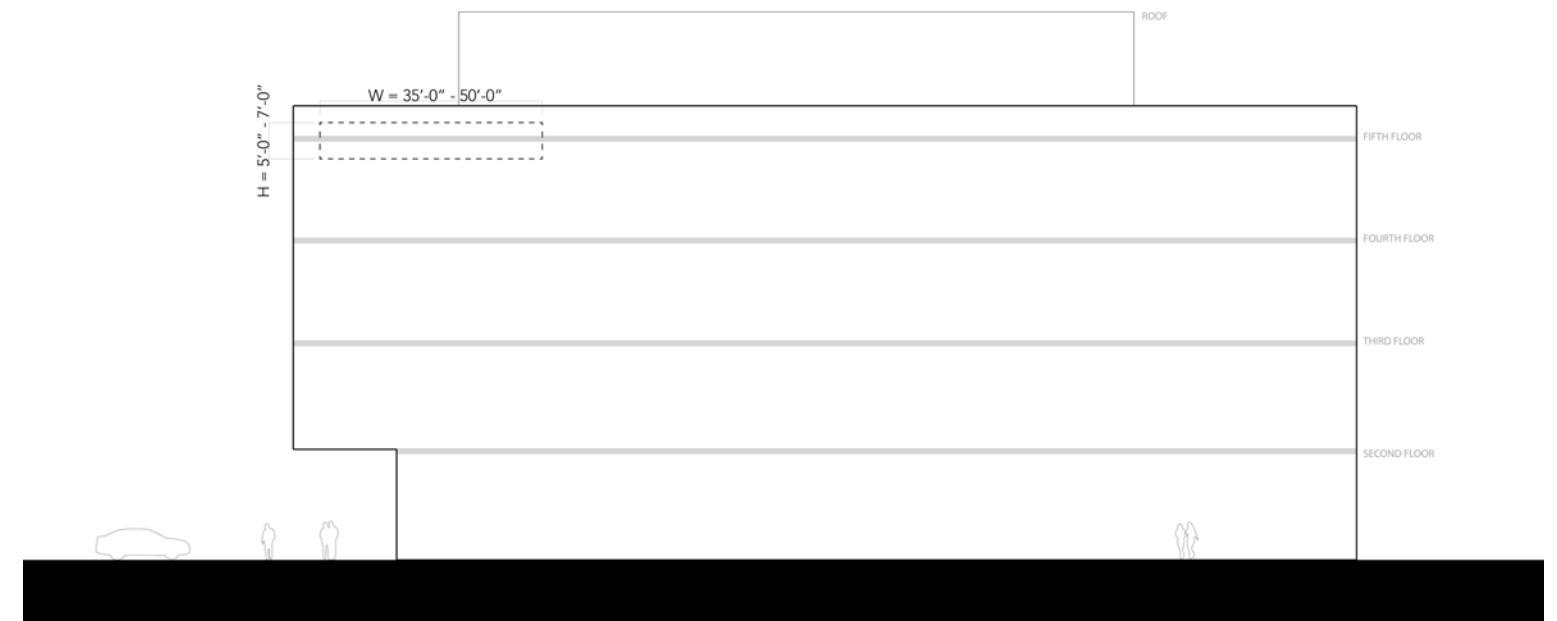 ROOF
W = 35’-0” - 50’-0”
H = 5’-0” - 7’-0”
FIFTH FLOOR
FOURTH FLOOR
THIRD FLOOR
SECOND FLOOR